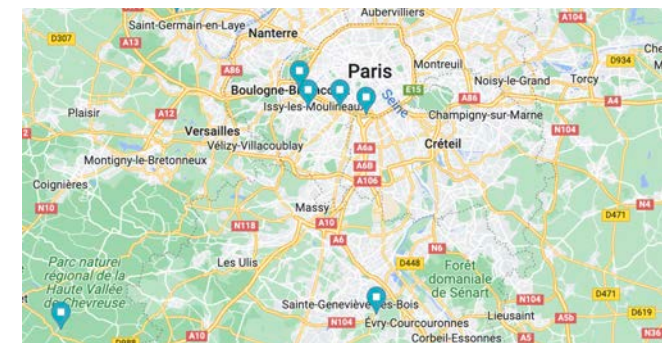 Aubervilliers
A104
Saint-Germain-en-Laye
Nanterre
D307
A13
Paris
Montreuil
D934
A86
Noisy-le-Grand
Torcy
Boulogne-B
E15
A86
A4
Issy-les-Moulineaux
Seine
Plaisir
A12
Champigny-sur-Marne
Versailles
N104
Vélizy-Villacoublay
A6a
Créteil
Montigny-le-Bretonneux
A6B
A106
Coignières
N10
Massy
N4
A10
D471
N118
A6
N6
Parc naturel
régional de la
Haute Vallée
de Chevreuse
Les Ulis
D448
Forêt
domaniale
de Sénart
D471
Sainte-Geneviève
Bois
N104
A5b
D619
Lieusaint
N104
Évry-Courcouronnes
A10
Corbeil-Essonnes
A5
N36